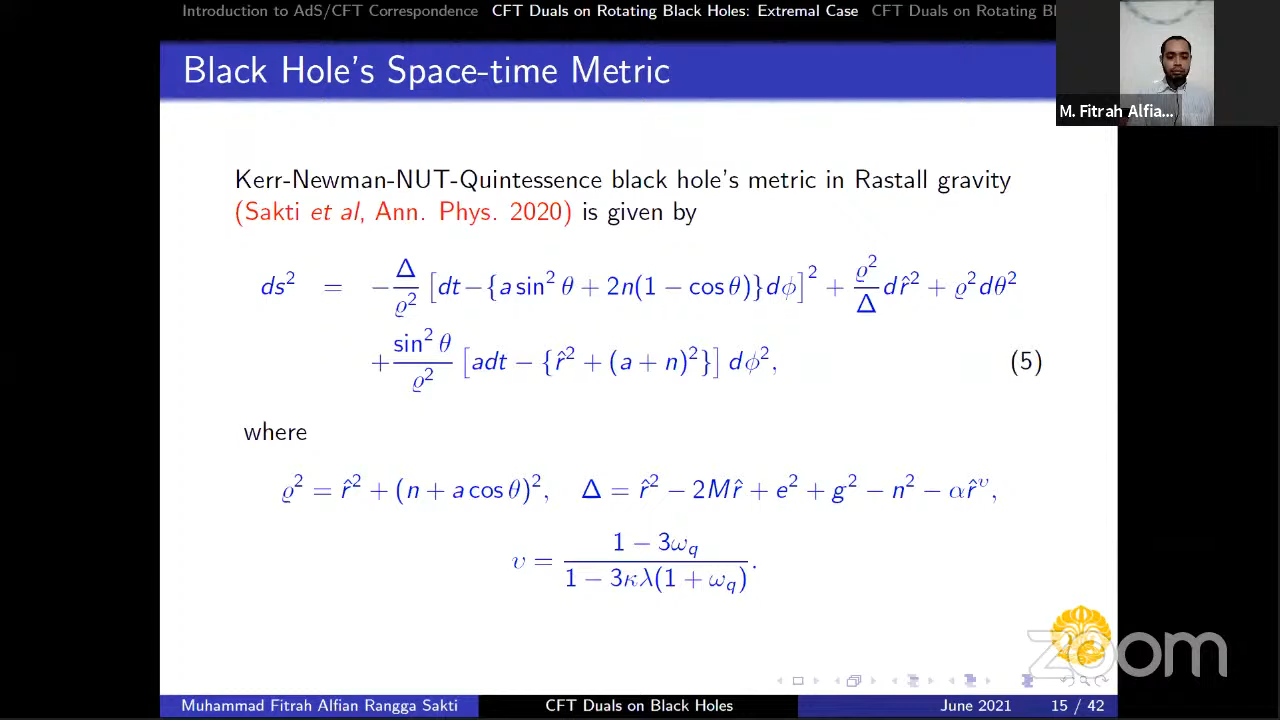 Introduction to AdS/CFT Correspondence CFT Duals on Rotating Black Holes: Extremal Case CFT Duals on Rotating Bl
Black Hole's Space-time Metric
M. Fitrah Alfia...
Kerr-Newman-NUT-Quintessence black hole's metric in Rastall gravity
(Sakti et al, Ann. Phys. 2020) is given by
ds² = −Δ/ϱ² [dt − {a sin² θ + 2n(1 − cos θ)}dϕ]² + ϱ²/Δ dr̂² + ϱ²dθ²
+ sin² θ/ϱ² [adt − {r̂² + (a + n)²}] dϕ², (5)
where
ϱ² = r̂² + (n + a cos θ)², Δ = r̂² − 2Mr̂ + e² + g² − n² − αr̂^υ,
υ = (1 − 3ω_q)/(1 − 3κλ(1 + ω_q)).
zoom
Muhammad Fitrah Alfian Rangga Sakti CFT Duals on Black Holes June 2021 15 / 42